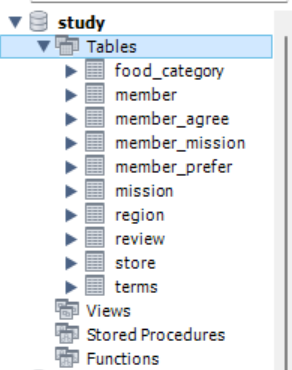 study
Tables
food_category
member
member_agree
member_mission
member_prefer
mission
region
review
store
terms
Views
Stored Procedures
Functions